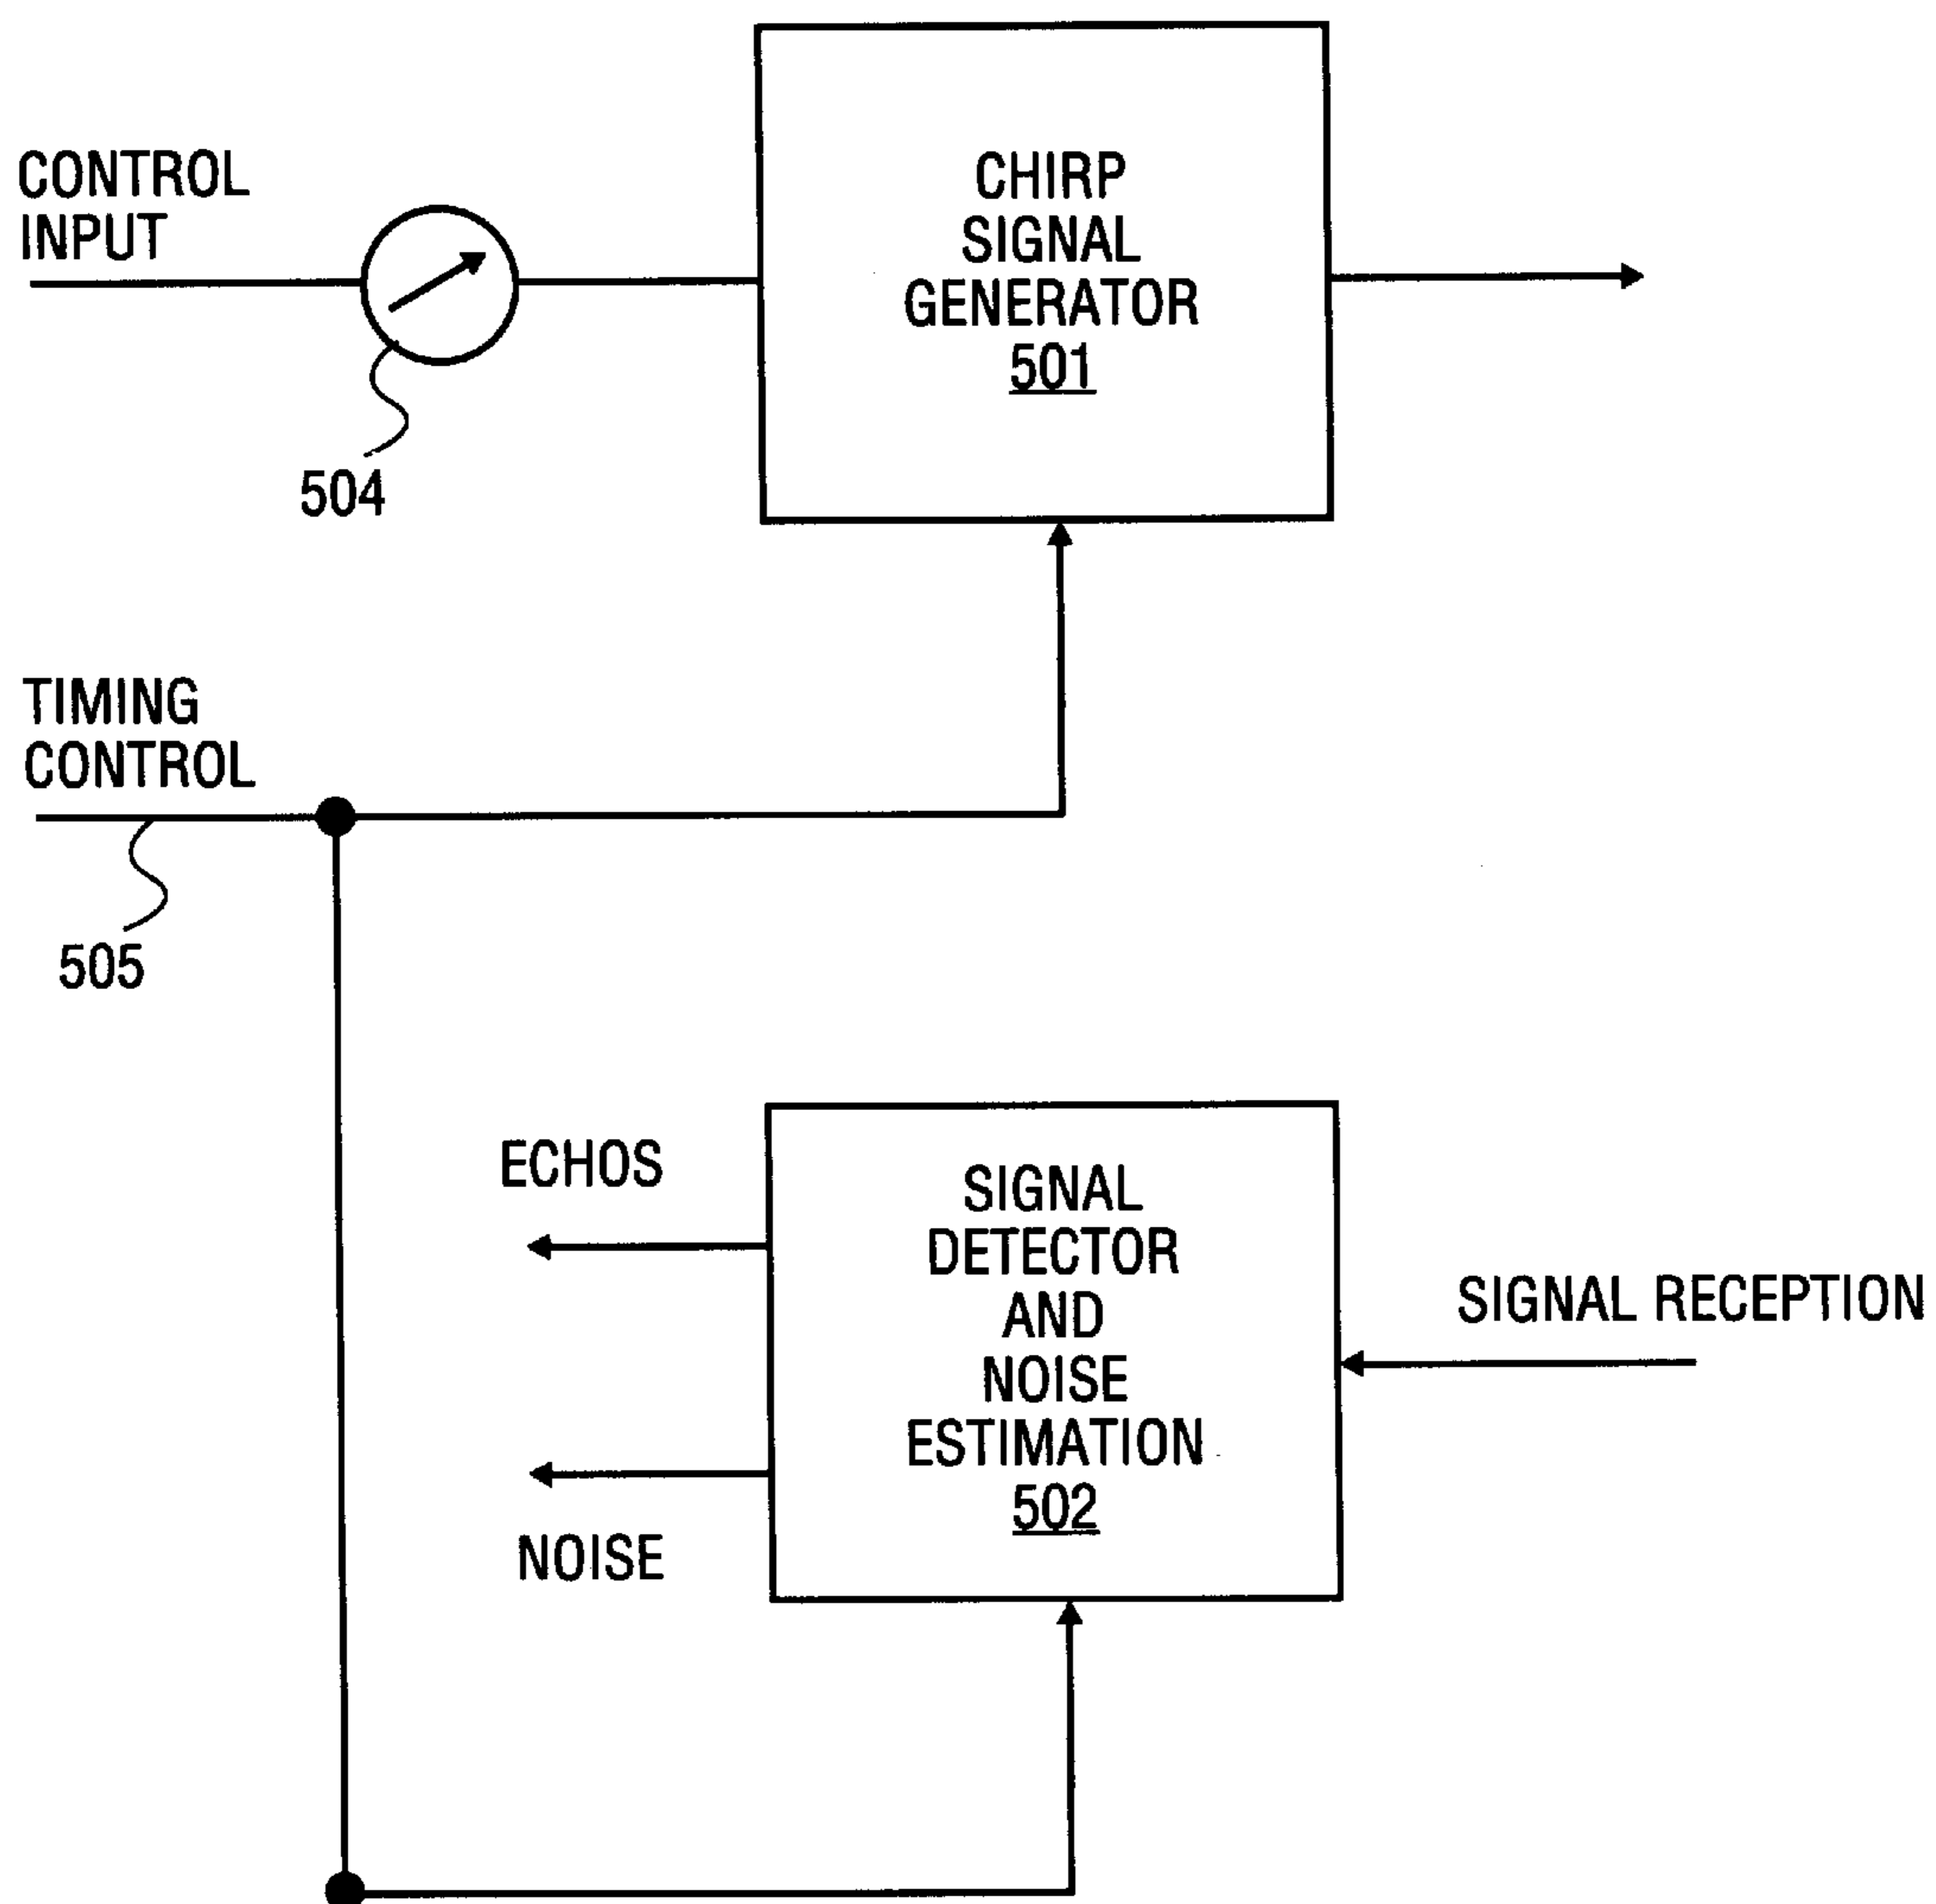 CONTROL
INPUT
CHIRP
SIGNAL
GENERATOR
501
504
TIMING
CONTROL
505
ECHOS
SIGNAL
DETECTOR
AND
NOISE
ESTIMATION
502
SIGNAL RECEPTION
NOISE